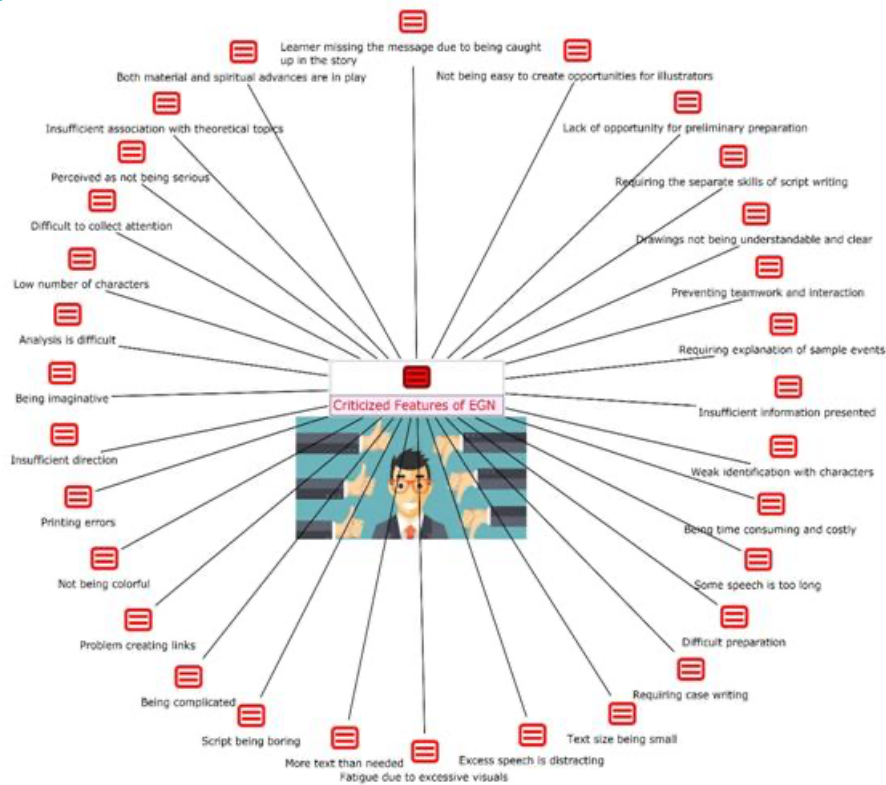 Learner missing the message due to being caught
up in the story
Both material and spiritual advances are in play
Not being easy to create opportunities for illustrators
Insufficient association with theoretical topics
Lack of opportunity for preliminary preparation
Perceived as not being serious
Requiring the separate skills of script writing
Difficult to collect attention
Drawings not being understandable and clear
Low number of characters
Preventing teamwork and interaction
Analysis is difficult
Requiring explanation of sample events
Being imaginative
Criticized Features of EGN
Insufficient information presented
Insufficient direction
Weak identification with characters
Printing errors
Being time consuming and costly
Not being colorful
Some speech is too long
Problem creating links
Difficult preparation
Being complicated
Requiring case writing
Script being boring
Text size being small
More text than needed
Excess speech is distracting
Fatigue due to excessive visuals